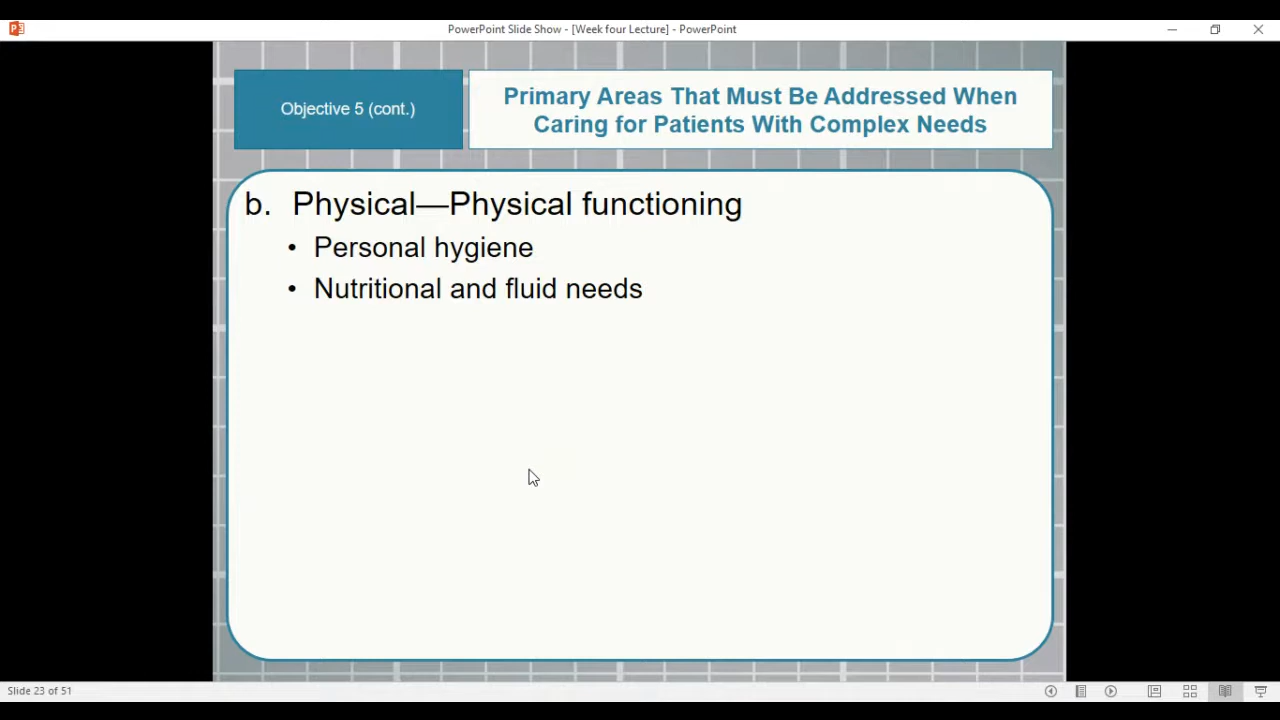 PowerPoint Slide Show - [Week four Lecture] - PowerPoint
Objective 5 (cont.)
Primary Areas That Must Be Addressed When
Caring for Patients With Complex Needs
b. Physical—Physical functioning
• Personal hygiene
• Nutritional and fluid needs
Slide 23 of 51